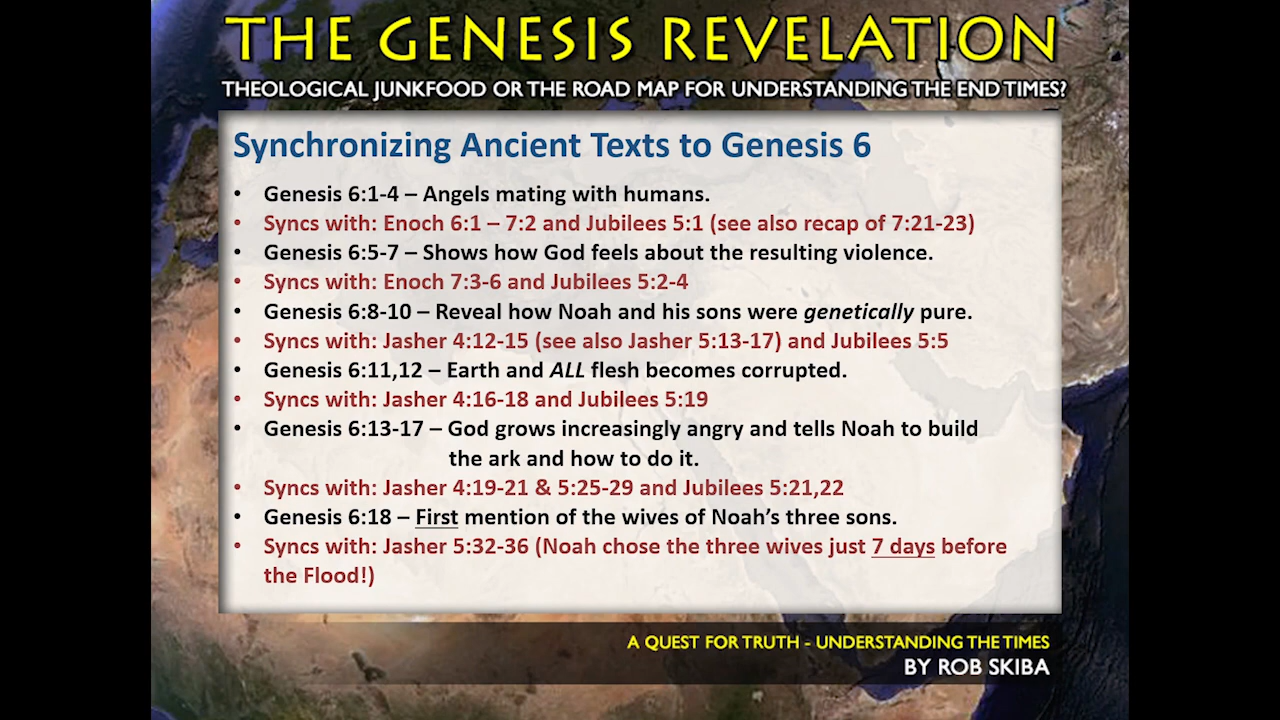 THE GENESIS REVELATION
THEOLOGICAL JUNKFOOD OR THE ROAD MAP FOR UNDERSTANDING THE END TIMES?
Synchronizing Ancient Texts to Genesis 6
• Genesis 6:1-4 – Angels mating with humans.
• Syncs with: Enoch 6:1 – 7:2 and Jubilees 5:1 (see also recap of 7:21-23)
• Genesis 6:5-7 – Shows how God feels about the resulting violence.
• Syncs with: Enoch 7:3-6 and Jubilees 5:2-4
• Genesis 6:8-10 – Reveal how Noah and his sons were genetically pure.
• Syncs with: Jasher 4:12-15 (see also Jasher 5:13-17) and Jubilees 5:5
• Genesis 6:11,12 – Earth and ALL flesh becomes corrupted.
• Syncs with: Jasher 4:16-18 and Jubilees 5:19
• Genesis 6:13-17 – God grows increasingly angry and tells Noah to build
the ark and how to do it.
• Syncs with: Jasher 4:19-21 & 5:25-29 and Jubilees 5:21,22
• Genesis 6:18 – First mention of the wives of Noah’s three sons.
• Syncs with: Jasher 5:32-36 (Noah chose the three wives just 7 days before
the Flood!)
A QUEST FOR TRUTH - UNDERSTANDING THE TIMES
BY ROB SKIBA